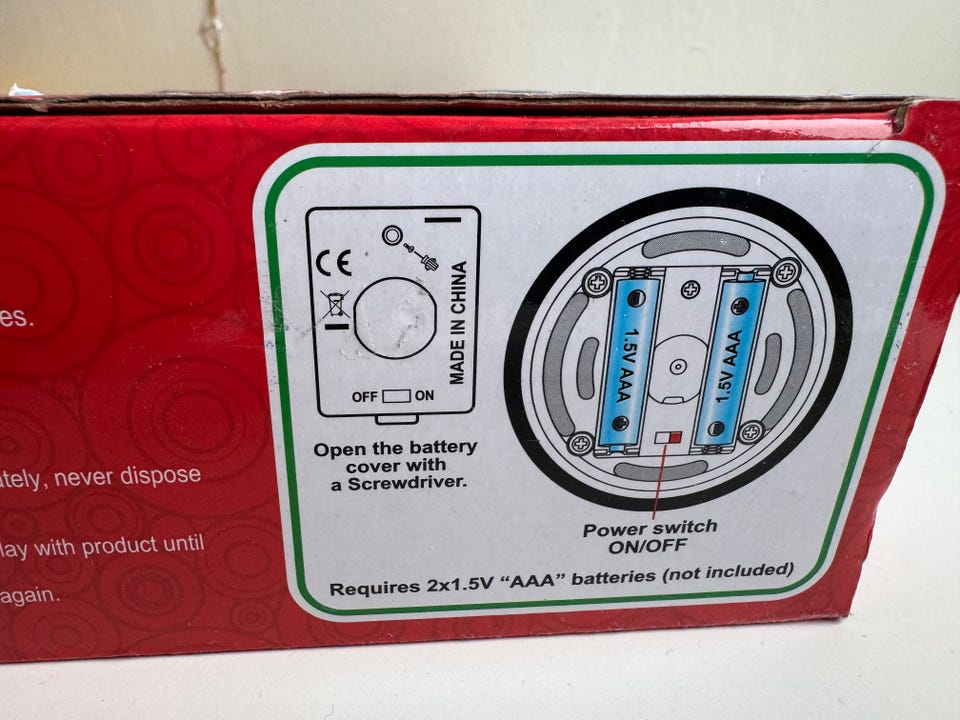 es.
ately, never dispose
lay with product until
again.
CE
MADE IN CHINA
OFF ON
Open the battery
cover with
a Screwdriver.
1.5V AAA
1.5V AAA
Power switch
ON/OFF
Requires 2x1.5V “AAA” batteries (not included)